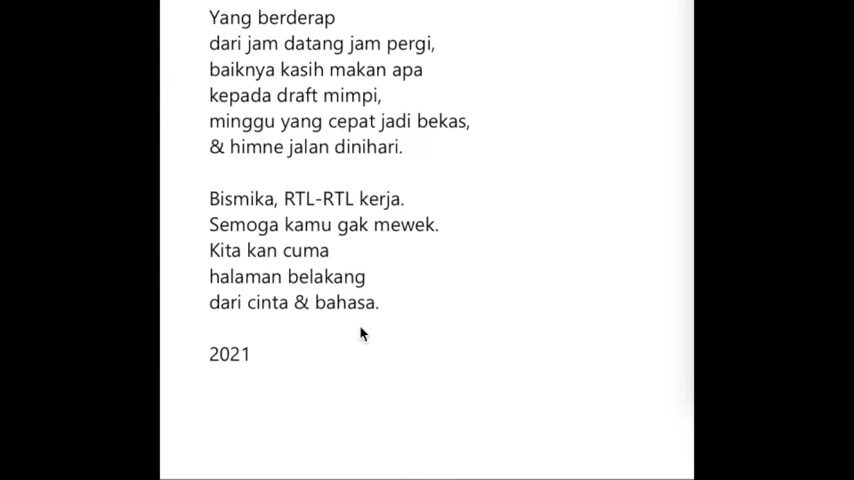 Yang berderap
dari jam datang jam pergi,
baiknya kasih makan apa
kepada draft mimpi,
minggu yang cepat jadi bekas,
& himne jalan dinihari.
Bismika, RTL-RTL kerja.
Semoga kamu gak mewek.
Kita kan cuma
halaman belakang
dari cinta & bahasa.
2021